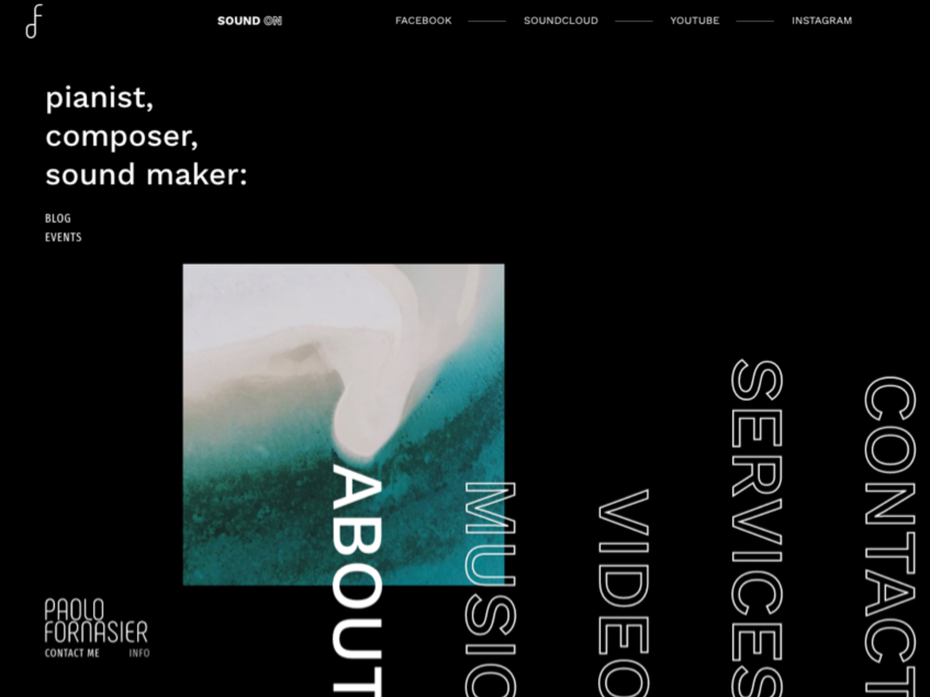 SOUND ON
FACEBOOK
SOUNDCLOUD
YOUTUBE
INSTAGRAM
pianist,
composer,
sound maker:
BLOG
EVENTS
ABOUT
MUSIC
VIDEO
SERVICES
CONTACT
PAOLO
FORNASIER
CONTACT ME
INFO